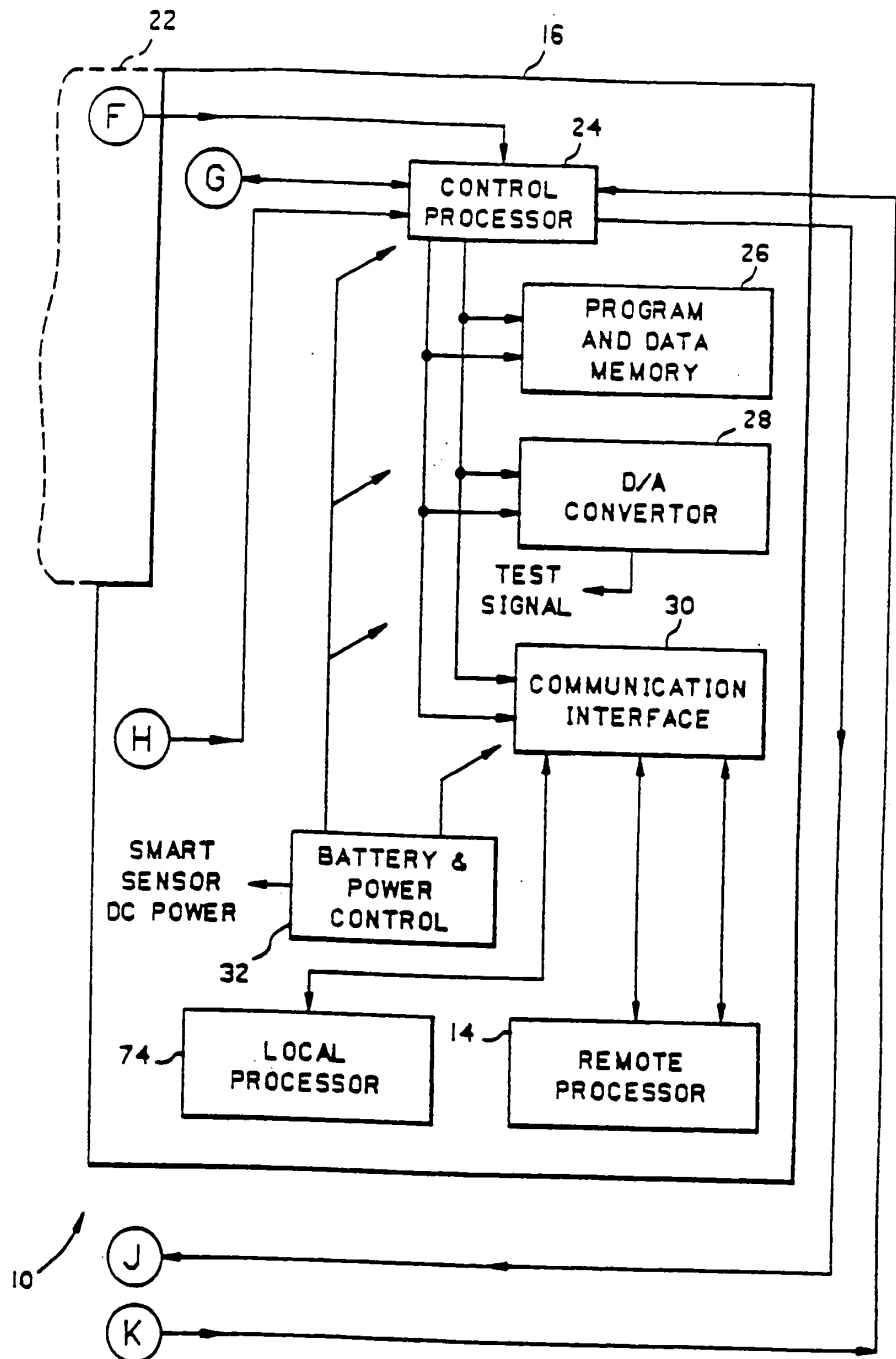 22
16
F
24
G
CONTROL
PROCESSOR
26
PROGRAM
AND DATA
MEMORY
28
D/A
CONVERTOR
TEST
SIGNAL
30
COMMUNICATION
INTERFACE
H
SMART
SENSOR
DC POWER
BATTERY &
POWER
CONTROL
32
74
LOCAL
PROCESSOR
14
REMOTE
PROCESSOR
10
J
K